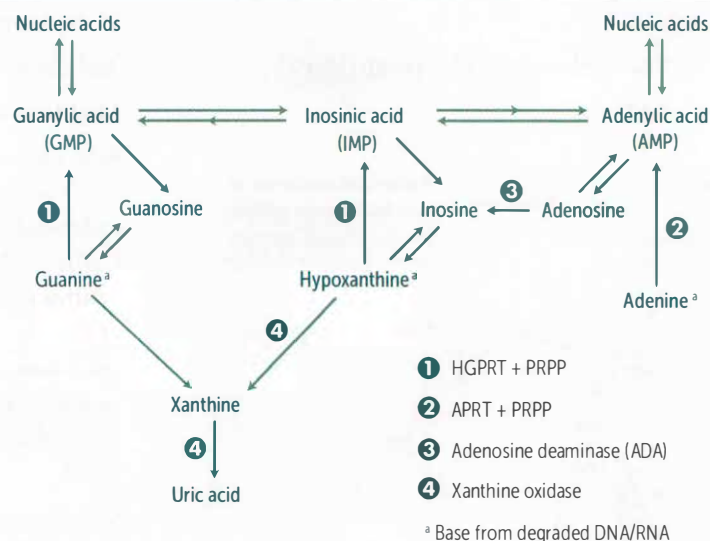 Nucleic acids
Nucleic acids
Guanylic acid
(GMP)
Inosinic acid
(IMP)
Adenylic acid
(AMP)
1
Guanosine
1
Inosine
3
Adenosine
2
Guanine a
Hypoxanthine a
Adenine a
4
Xanthine
4
Uric acid
1 HGPRT + PRPP
2 APRT + PRPP
3 Adenosine deaminase (ADA)
4 Xanthine oxidase
a Base from degraded DNA/RNA